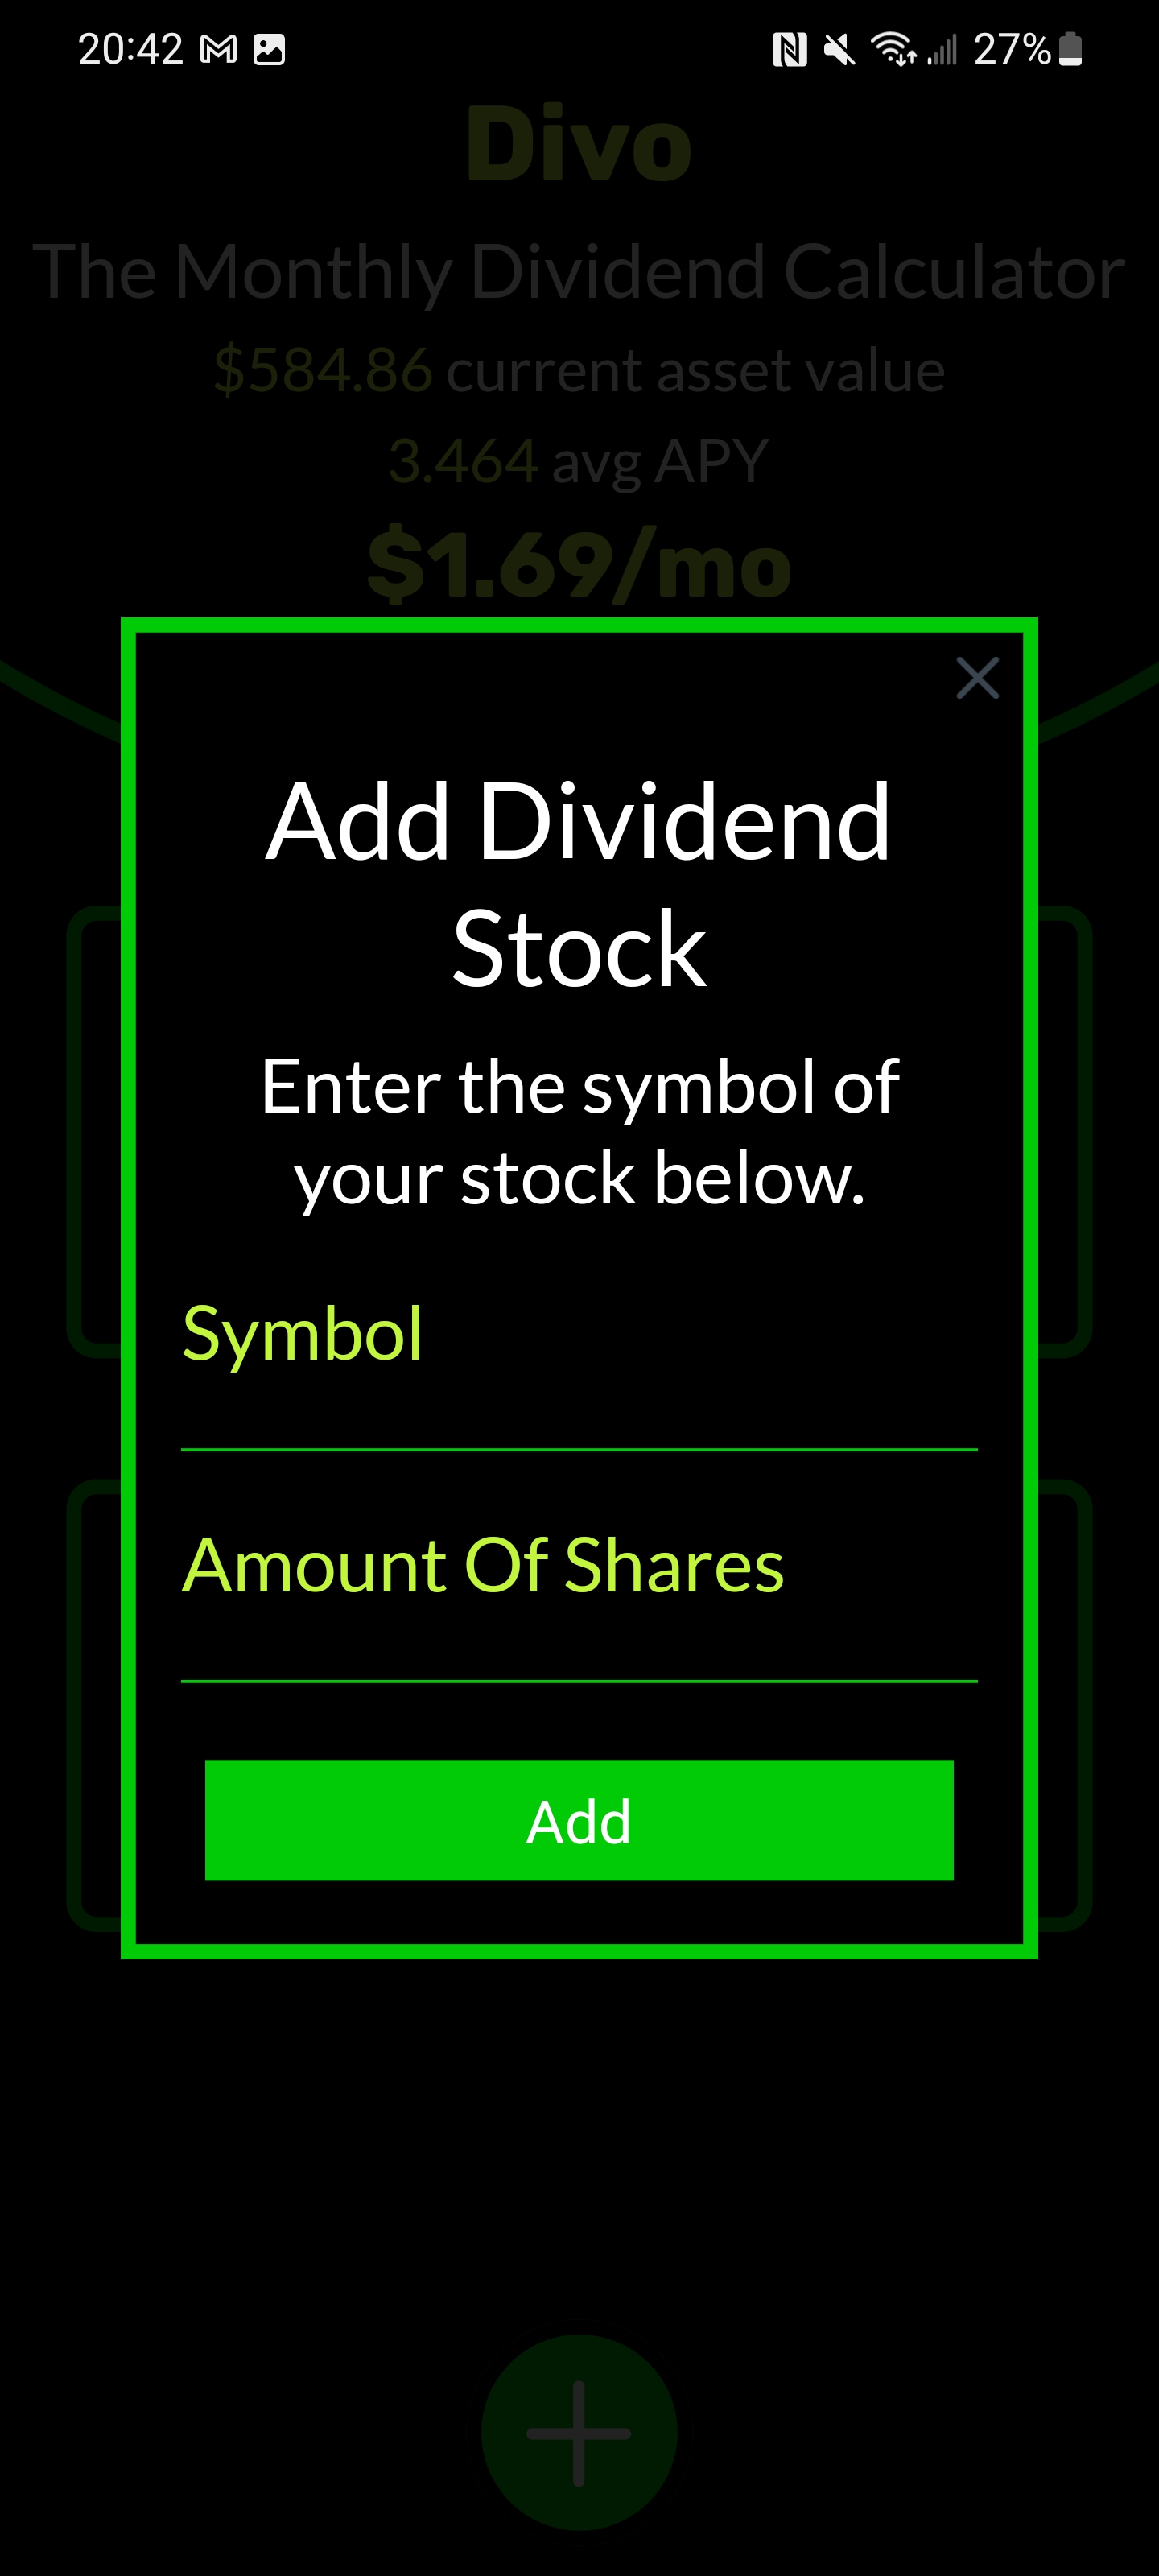 20:42 27%
Divo
The Monthly Dividend Calculator
$584.86 current asset value
3.464 avg APY
$1.69/mo
Add Dividend
Stock
Enter the symbol of
your stock below.
Symbol
Amount Of Shares
Add